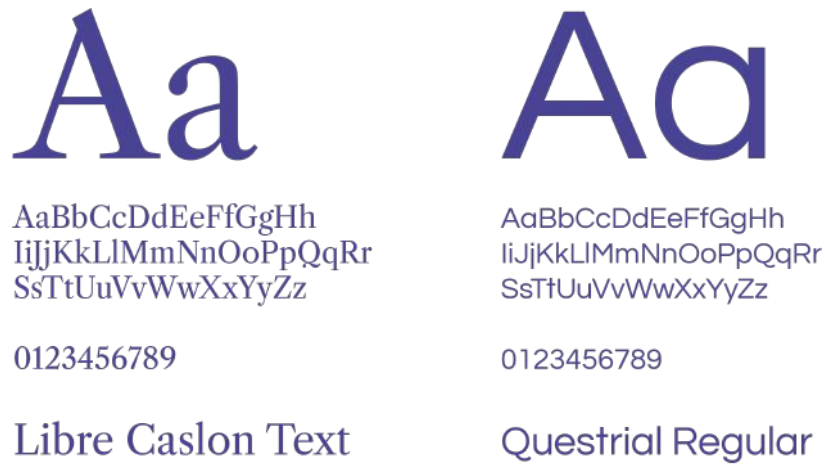 Aa
AaBbCcDdEeFfGgHh
IiJjKkLlMmNnOoPpQqRr
SsTtUuVvWwXxYyZz
0123456789
Libre Caslon Text
Aa
AaBbCcDdEeFfGgHh
IiJjKkLlMmNnOoPpQqRr
SsTtUuVvWwXxYyZz
0123456789
Questrial Regular